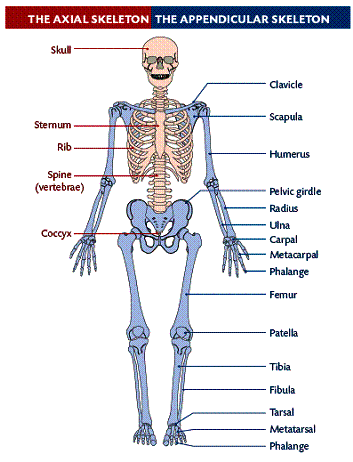 THE AXIAL SKELETON THE APPENDICULAR SKELETON
Skull
Sternum
Rib
Spine
(vertebrae)
Coccyx
Clavicle
Scapula
Humerus
Pelvic girdle
Radius
Ulna
Carpal
Metacarpal
Phalange
Femur
Patella
Tibia
Fibula
Tarsal
Metatarsal
Phalange